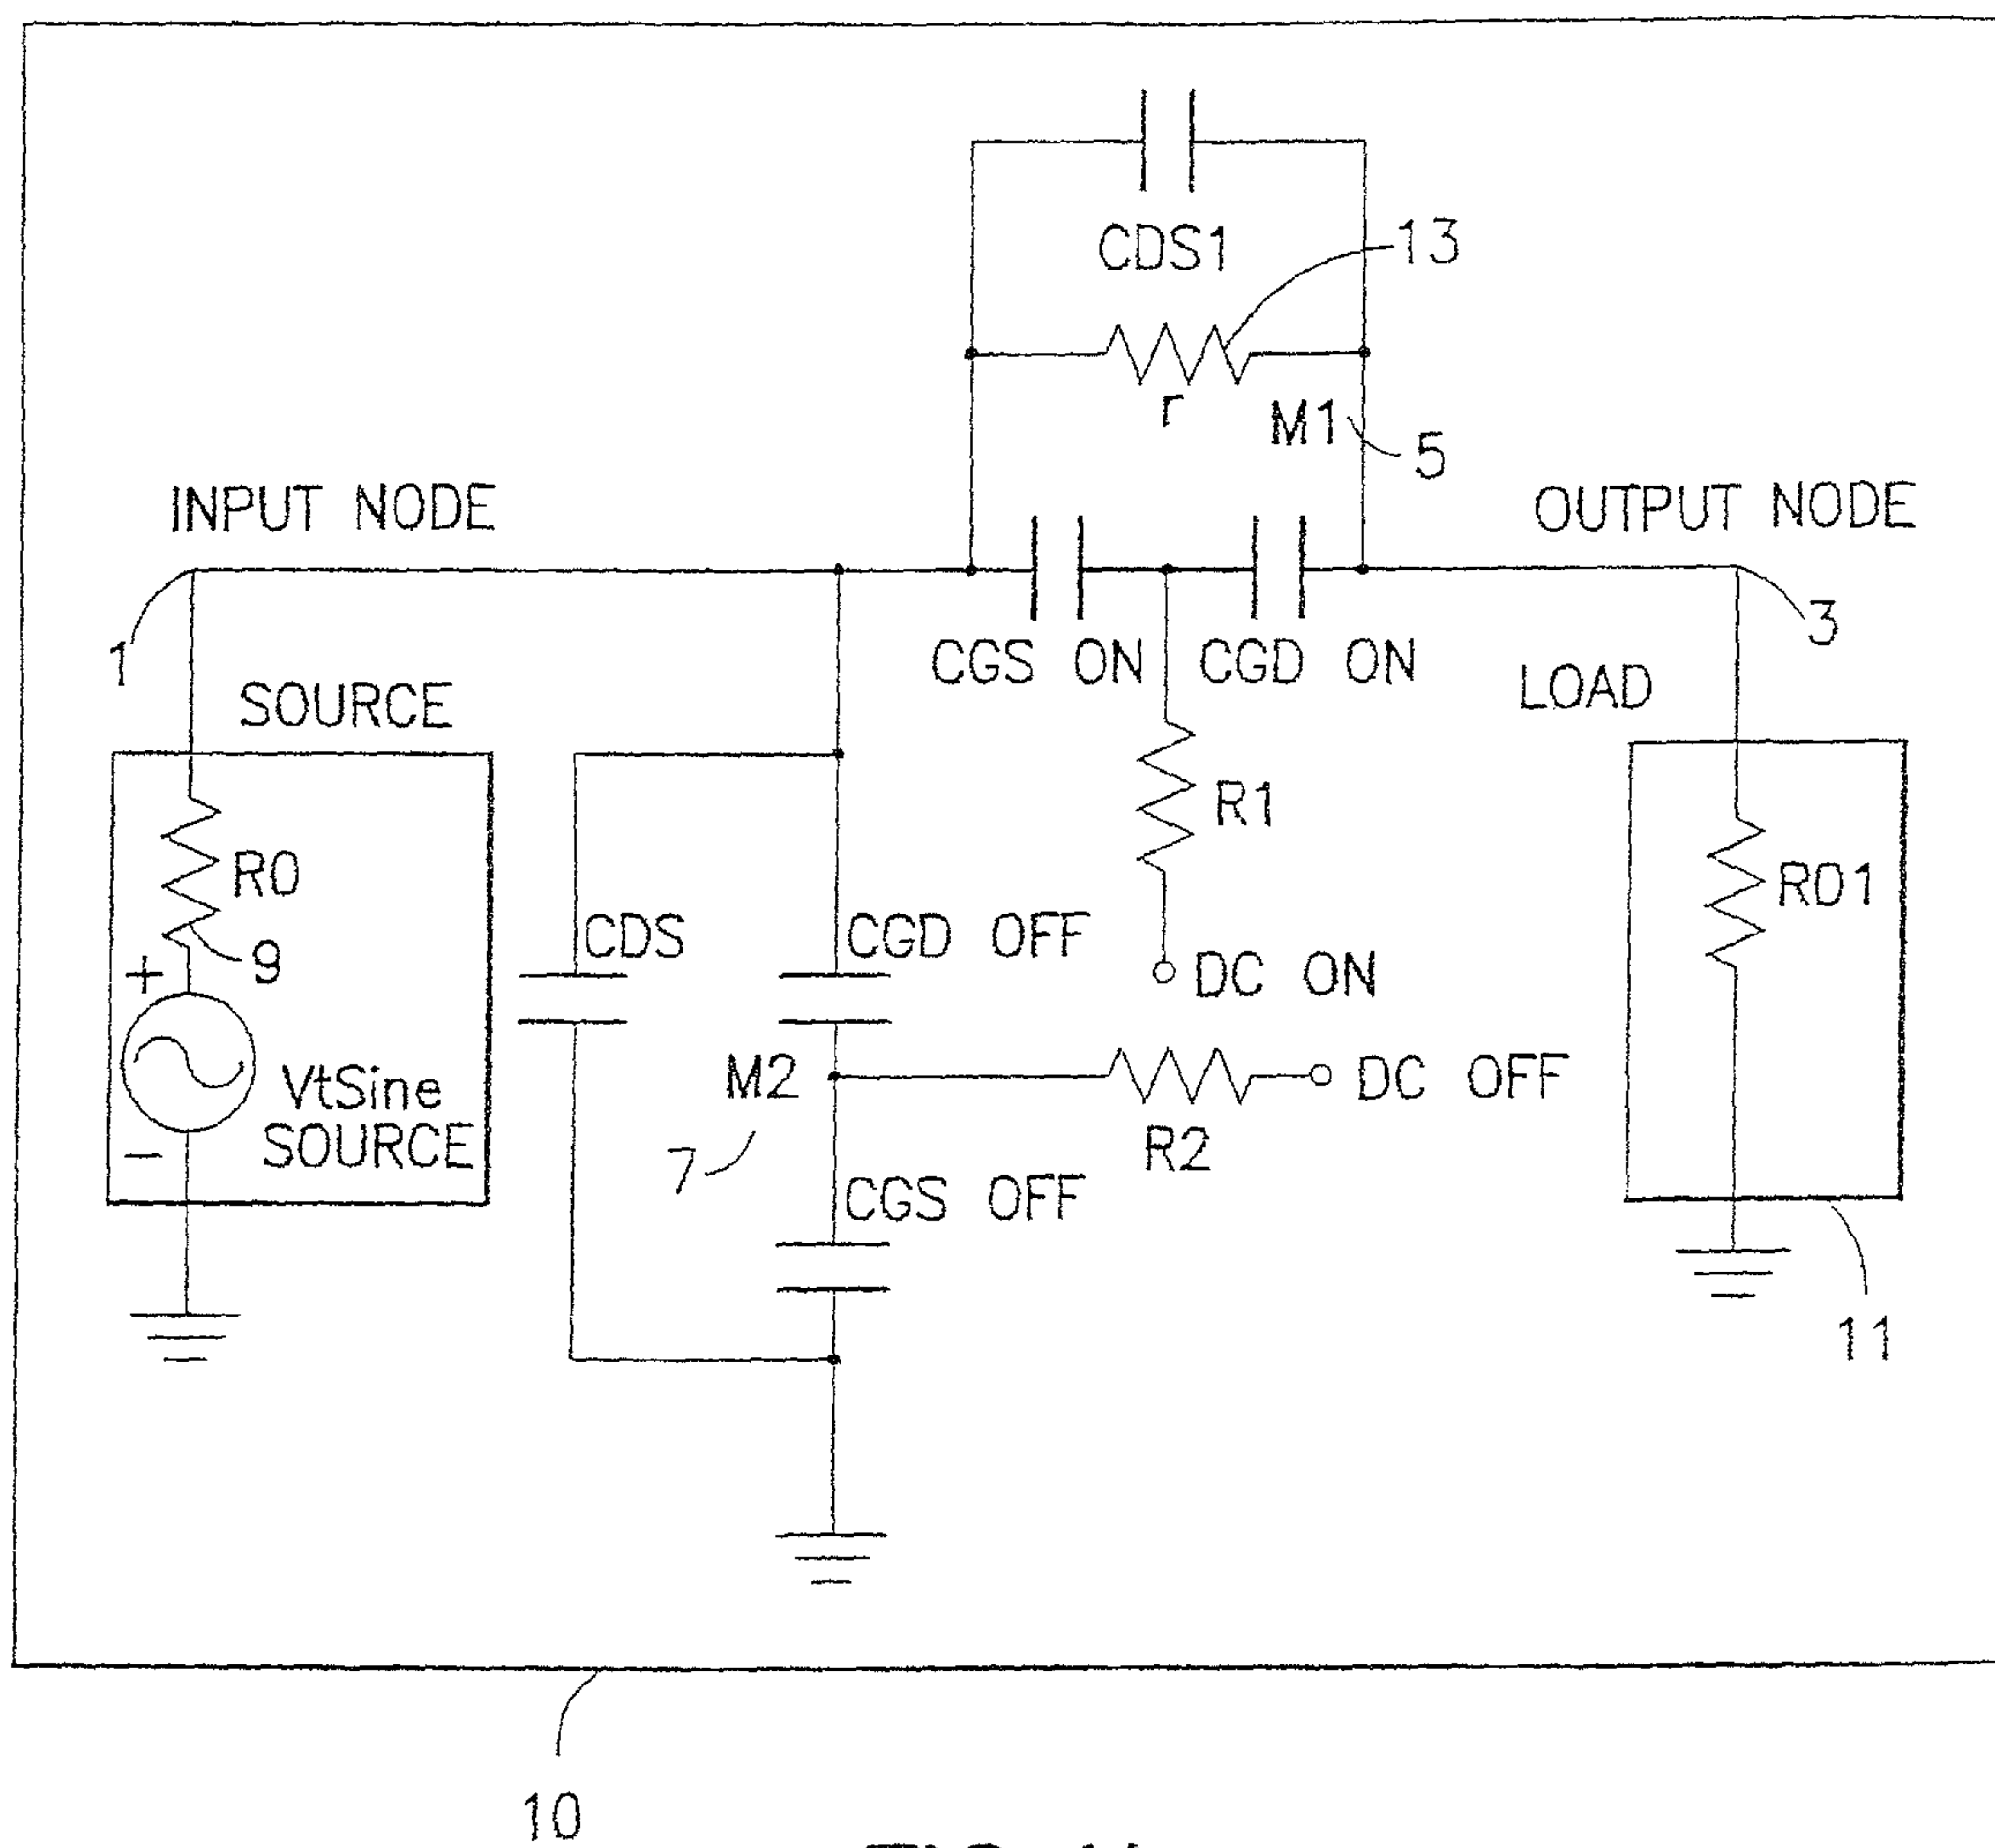 CDS1
13
r
M1
5
INPUT NODE
OUTPUT NODE
1
3
CGS ON
CGD ON
SOURCE
LOAD
R1
R0
R01
9
CDS
CGD OFF
+
DC ON
M2
DC OFF
VtSine
SOURCE
R2
−
7
CGS OFF
11
10